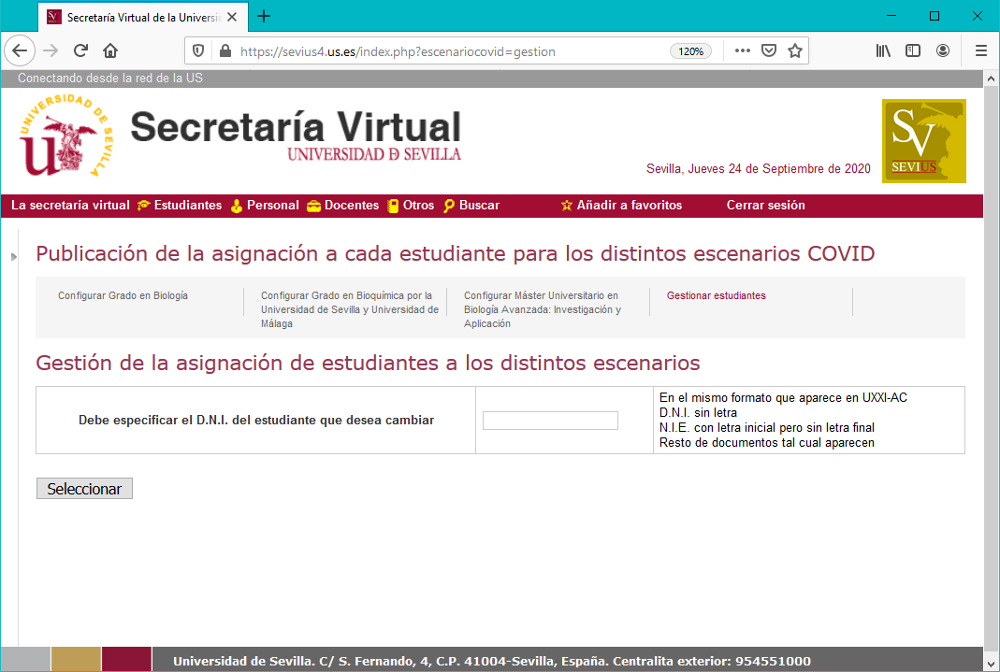 Secretaría Virtual de la Universi
120%
https://sevius4.us.es/index.php?escenariocovid=gestion
Conectando desde la red de la US
UNIVERSIDAD DE SEVILLA
Secretaría Virtual
UNIVERSIDAD Ð SEVILLA
SV
SEVIUS
Sevilla, Jueves 24 de Septiembre de 2020
La secretaría virtual Estudiantes Personal Docentes Otros Buscar Añadir a favoritos Cerrar sesión
Publicación de la asignación a cada estudiante para los distintos escenarios COVID
Configurar Grado en Biología
Configurar Grado en Bioquímica por la
Universidad de Sevilla y Universidad de
Málaga
Configurar Máster Universitario en
Biología Avanzada: Investigación y
Aplicación
Gestionar estudiantes
Gestión de la asignación de estudiantes a los distintos escenarios
Debe especificar el D.N.I. del estudiante que desea cambiar
En el mismo formato que aparece en UXXI-AC
D.N.I. sin letra
N.I.E. con letra inicial pero sin letra final
Resto de documentos tal cual aparecen
Seleccionar
Universidad de Sevilla. C/ S. Fernando, 4, C.P. 41004-Sevilla, España. Centralita exterior: 954551000